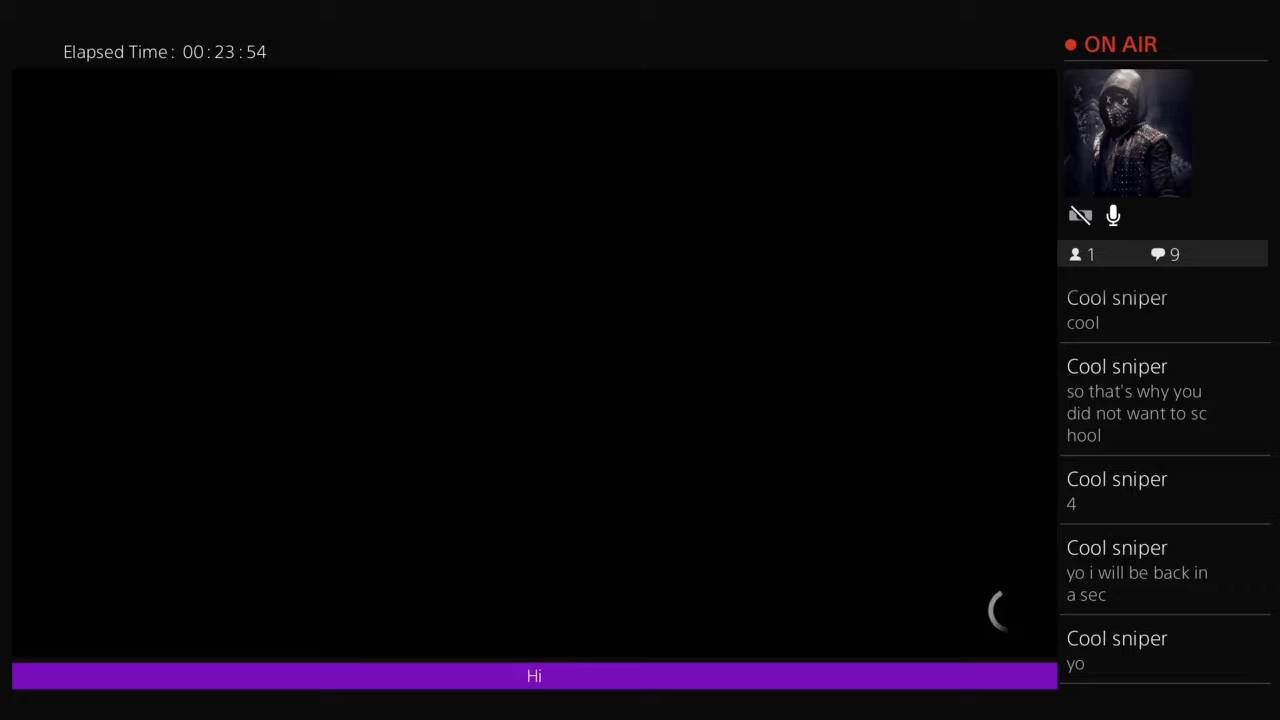 Elapsed Time: 00:23:54
ON AIR
1
9
Cool sniper
cool
Cool sniper
so that's why you
did not want to sc
hool
Cool sniper
4
Cool sniper
yo i will be back in
a sec
Cool sniper
yo
Hi